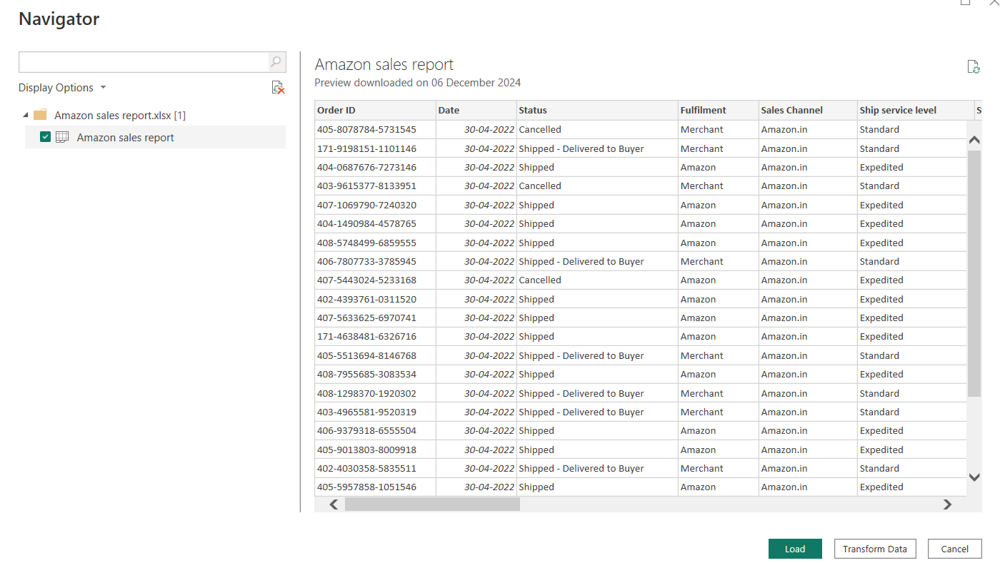 Navigator
Display Options
Amazon sales report.xlsx [1]
Amazon sales report
Amazon sales report
Preview downloaded on 06 December 2024
Order ID Date Status Fulfilment Sales Channel Ship service level S
405-8078784-5731545 30-04-2022 Cancelled Merchant Amazon.in Standard
171-9198151-1101146 30-04-2022 Shipped - Delivered to Buyer Merchant Amazon.in Standard
404-0687676-7273146 30-04-2022 Shipped Amazon Amazon.in Expedited
403-9615377-8133951 30-04-2022 Cancelled Merchant Amazon.in Standard
407-1069790-7240320 30-04-2022 Shipped Amazon Amazon.in Expedited
404-1490984-4578765 30-04-2022 Shipped Amazon Amazon.in Expedited
408-5748499-6859555 30-04-2022 Shipped Amazon Amazon.in Expedited
406-7807733-3785945 30-04-2022 Shipped - Delivered to Buyer Merchant Amazon.in Standard
407-5443024-5233168 30-04-2022 Cancelled Amazon Amazon.in Expedited
402-4393761-0311520 30-04-2022 Shipped Amazon Amazon.in Expedited
407-5633625-6970741 30-04-2022 Shipped Amazon Amazon.in Expedited
171-4638481-6326716 30-04-2022 Shipped Amazon Amazon.in Expedited
405-5513694-8146768 30-04-2022 Shipped - Delivered to Buyer Merchant Amazon.in Standard
408-7955685-3083534 30-04-2022 Shipped Amazon Amazon.in Expedited
408-1298370-1920302 30-04-2022 Shipped - Delivered to Buyer Merchant Amazon.in Standard
403-4965581-9520319 30-04-2022 Shipped - Delivered to Buyer Merchant Amazon.in Standard
406-9379318-6555504 30-04-2022 Shipped Amazon Amazon.in Expedited
405-9013803-8009918 30-04-2022 Shipped Amazon Amazon.in Expedited
402-4030358-5835511 30-04-2022 Shipped - Delivered to Buyer Merchant Amazon.in Standard
405-5957858-1051546 30-04-2022 Shipped Amazon Amazon.in Expedited
Load Transform Data Cancel